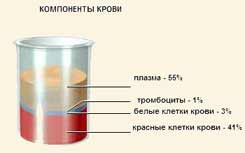 КОМПОНЕНТЫ КРОВИ
плазма - 55%
тромбоциты - 1%
белые клетки крови - 3%
красные клетки крови - 41%